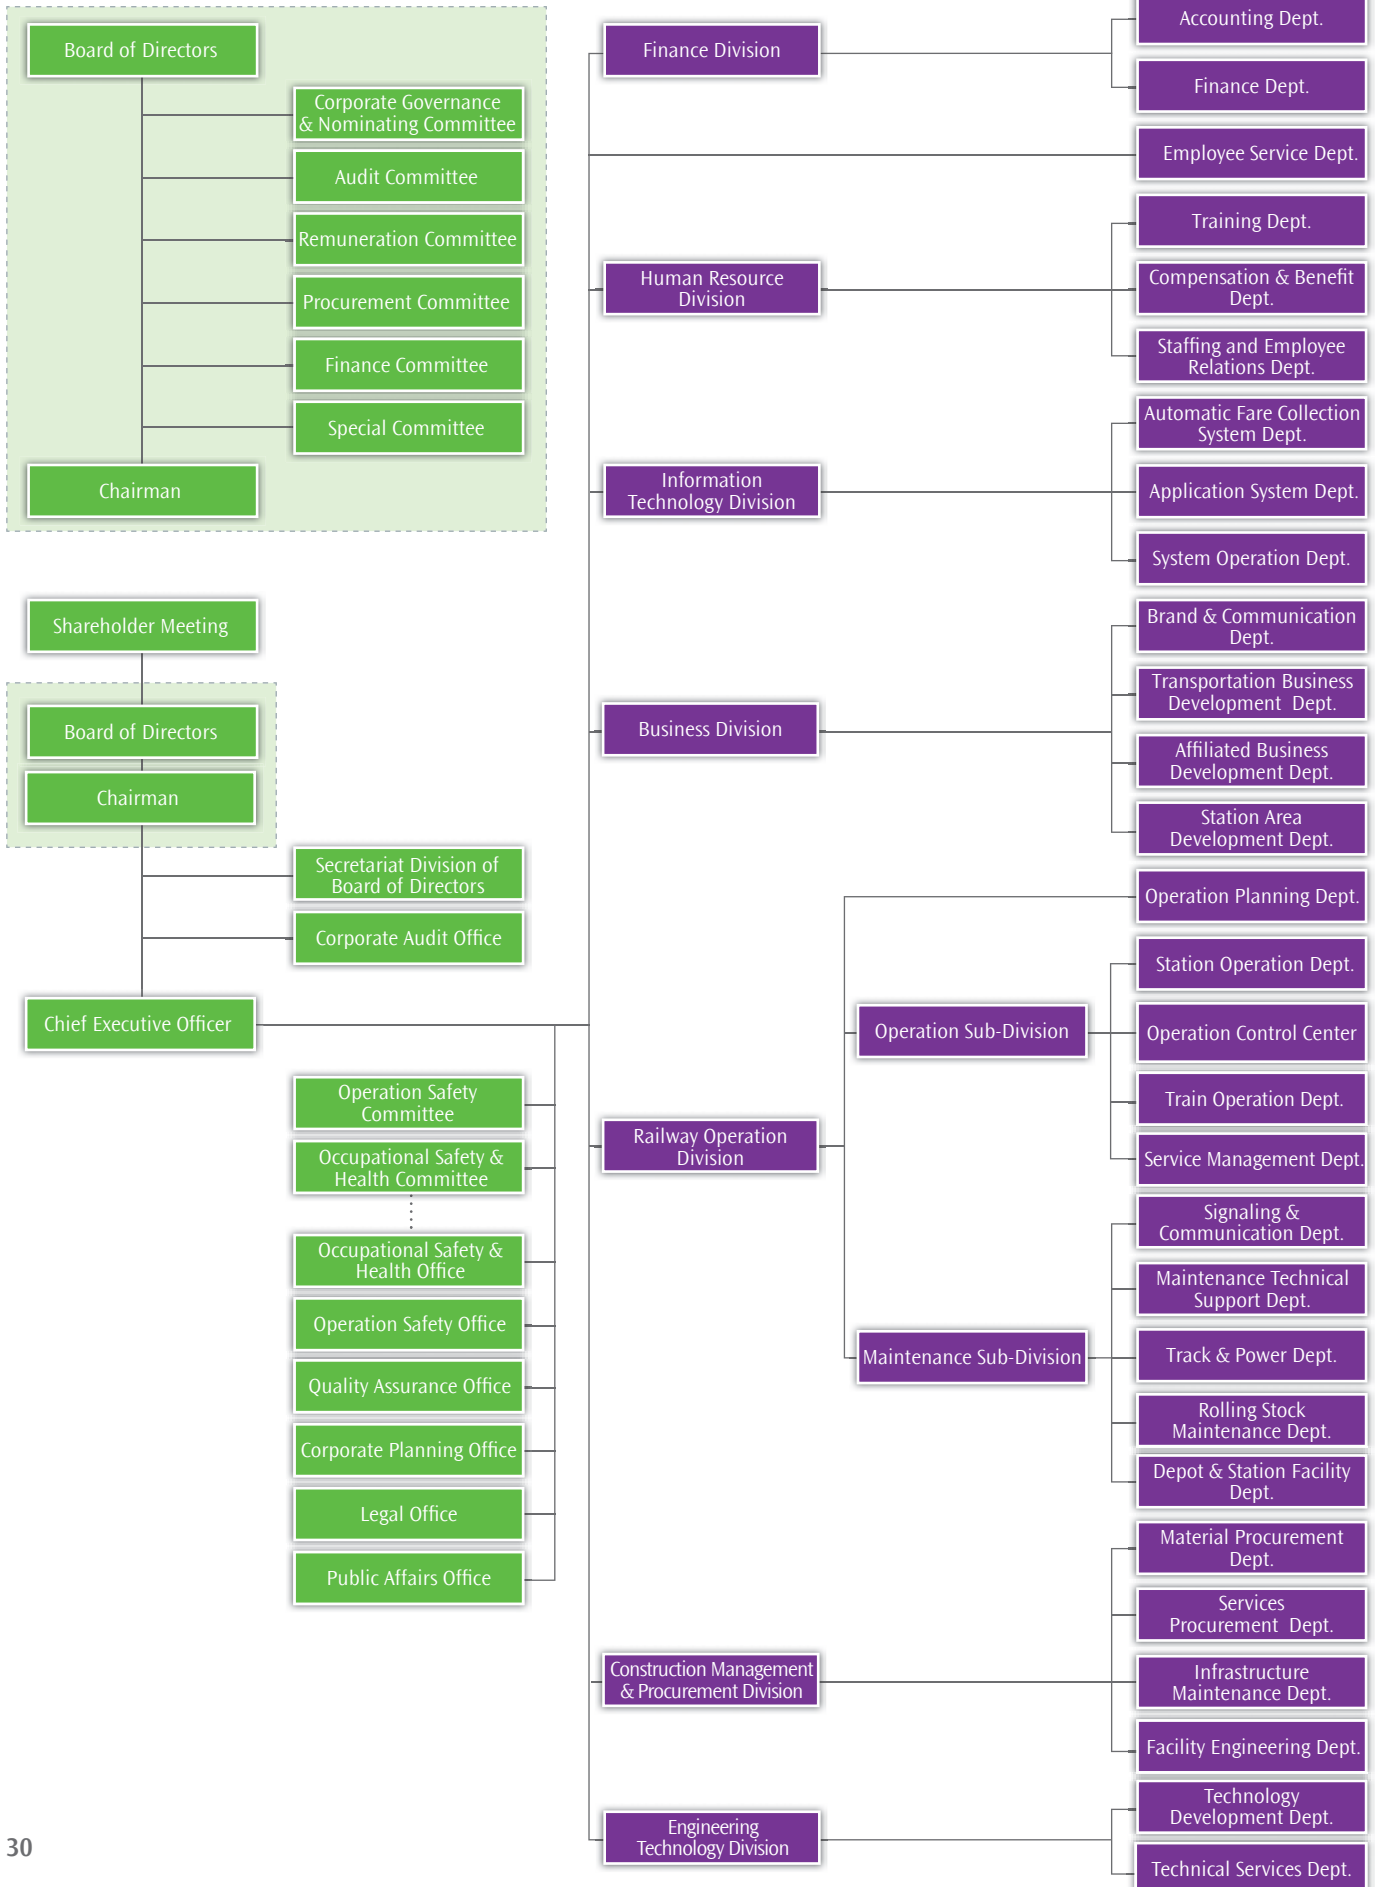 Board of Directors
Corporate Governance
& Nominating Committee
Audit Committee
Remuneration Committee
Procurement Committee
Finance Committee
Special Committee
Chairman
Shareholder Meeting
Board of Directors
Chairman
Secretariat Division of
Board of Directors
Corporate Audit Office
Chief Executive Officer
Operation Safety
Committee
Occupational Safety &
Health Committee
Occupational Safety &
Health Office
Operation Safety Office
Quality Assurance Office
Corporate Planning Office
Legal Office
Public Affairs Office
Finance Division
Accounting Dept.
Finance Dept.
Employee Service Dept.
Human Resource
Division
Training Dept.
Compensation & Benefit
Dept.
Staffing and Employee
Relations Dept.
Information
Technology Division
Automatic Fare Collection
System Dept.
Application System Dept.
System Operation Dept.
Business Division
Brand & Communication
Dept.
Transportation Business
Development Dept.
Affiliated Business
Development Dept.
Station Area
Development Dept.
Railway Operation
Division
Operation Planning Dept.
Operation Sub-Division
Station Operation Dept.
Operation Control Center
Train Operation Dept.
Service Management Dept.
Maintenance Sub-Division
Signaling &
Communication Dept.
Maintenance Technical
Support Dept.
Track & Power Dept.
Rolling Stock
Maintenance Dept.
Depot & Station Facility
Dept.
Construction Management
& Procurement Division
Material Procurement
Dept.
Services
Procurement Dept.
Infrastructure
Maintenance Dept.
Facility Engineering Dept.
Engineering
Technology Division
Technology
Development Dept.
Technical Services Dept.
30